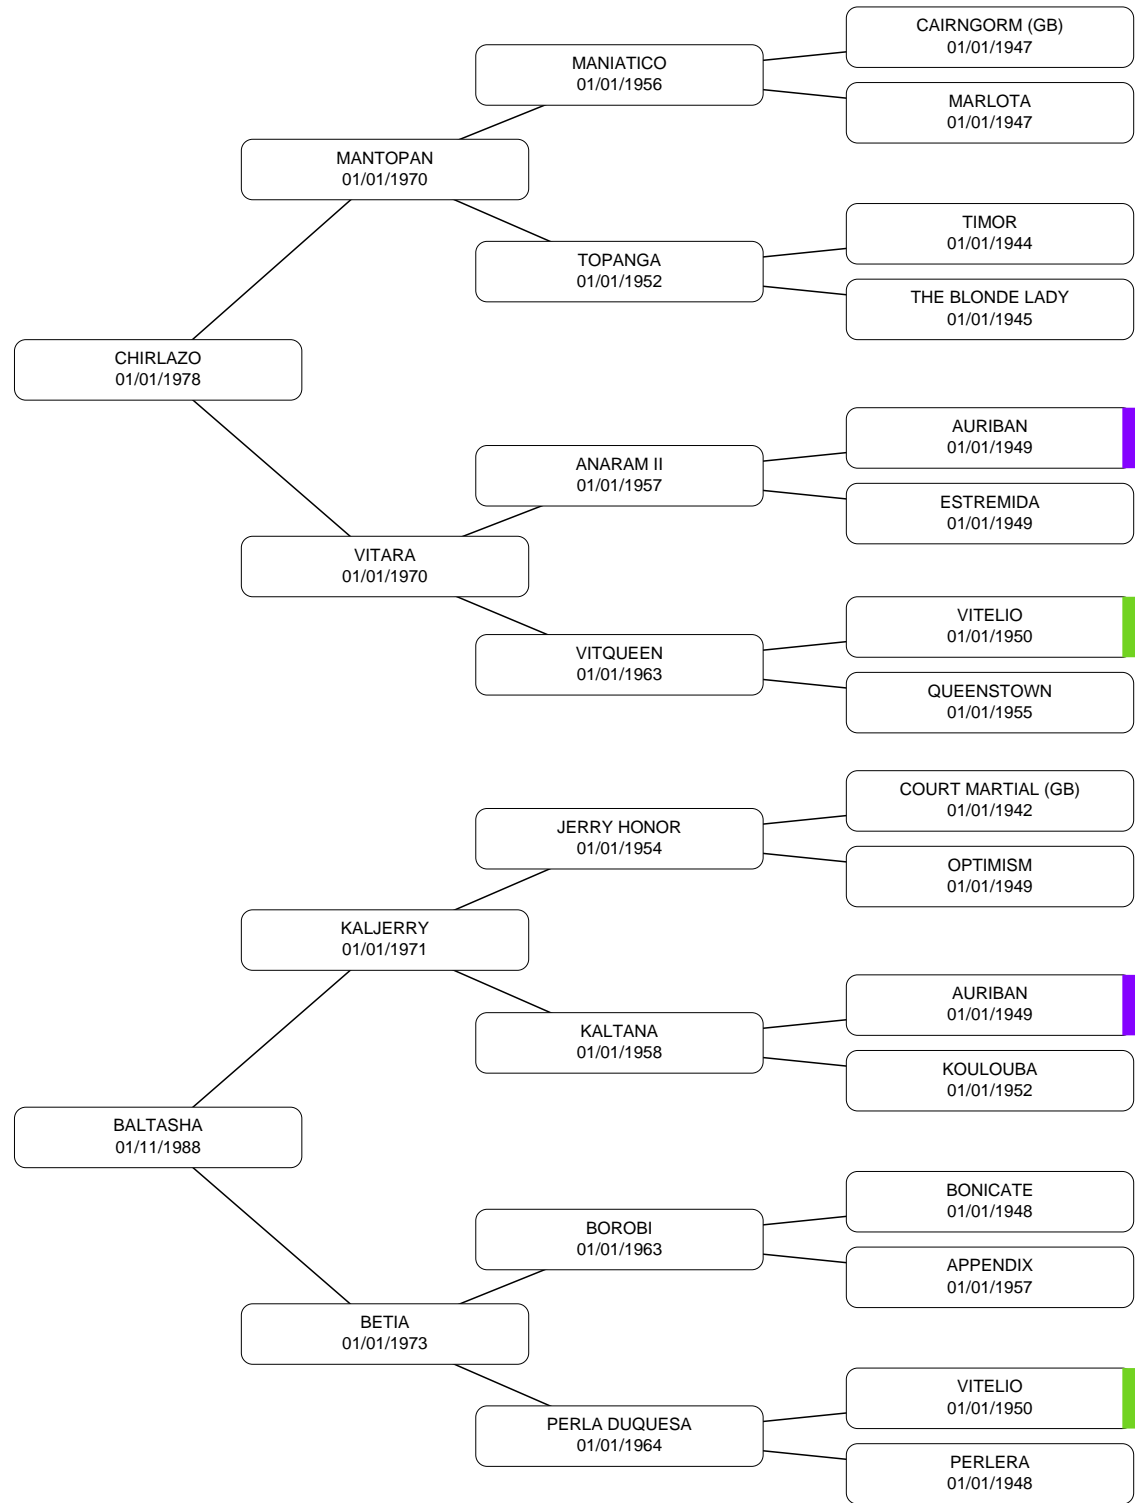 CAIRNGORM (GB)
01/01/1947
MANIATICO
01/01/1956
MARLOTA
01/01/1947
MANTOPAN
01/01/1970
TIMOR
01/01/1944
TOPANGA
01/01/1952
THE BLONDE LADY
01/01/1945
CHIRLAZO
01/01/1978
AURIBAN
01/01/1949
ANARAM II
01/01/1957
ESTREMIDA
01/01/1949
VITARA
01/01/1970
VITELIO
01/01/1950
VITQUEEN
01/01/1963
QUEENSTOWN
01/01/1955
COURT MARTIAL (GB)
01/01/1942
JERRY HONOR
01/01/1954
OPTIMISM
01/01/1949
KALJERRY
01/01/1971
AURIBAN
01/01/1949
KALTANA
01/01/1958
KOULOUBA
01/01/1952
BALTASHA
01/11/1988
BONICATE
01/01/1948
BOROBI
01/01/1963
APPENDIX
01/01/1957
BETIA
01/01/1973
VITELIO
01/01/1950
PERLA DUQUESA
01/01/1964
PERLERA
01/01/1948